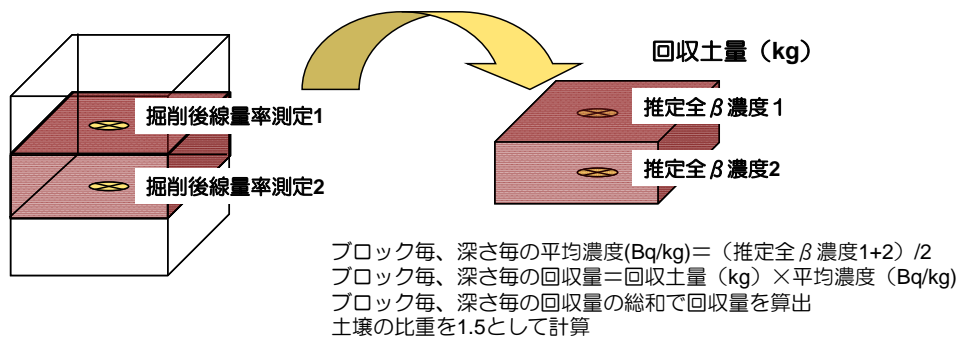 回収土量（kg）
掘削後線量率測定1
掘削後線量率測定2
推定全β濃度１
推定全β濃度2
ブロック毎、深さ毎の平均濃度(Bq/kg)＝（推定全β濃度1+2）/2
ブロック毎、深さ毎の回収量＝回収土量（kg）×平均濃度（Bq/kg）
ブロック毎、深さ毎の回収量の総和で回収量を算出
土壌の比重を1.5として計算